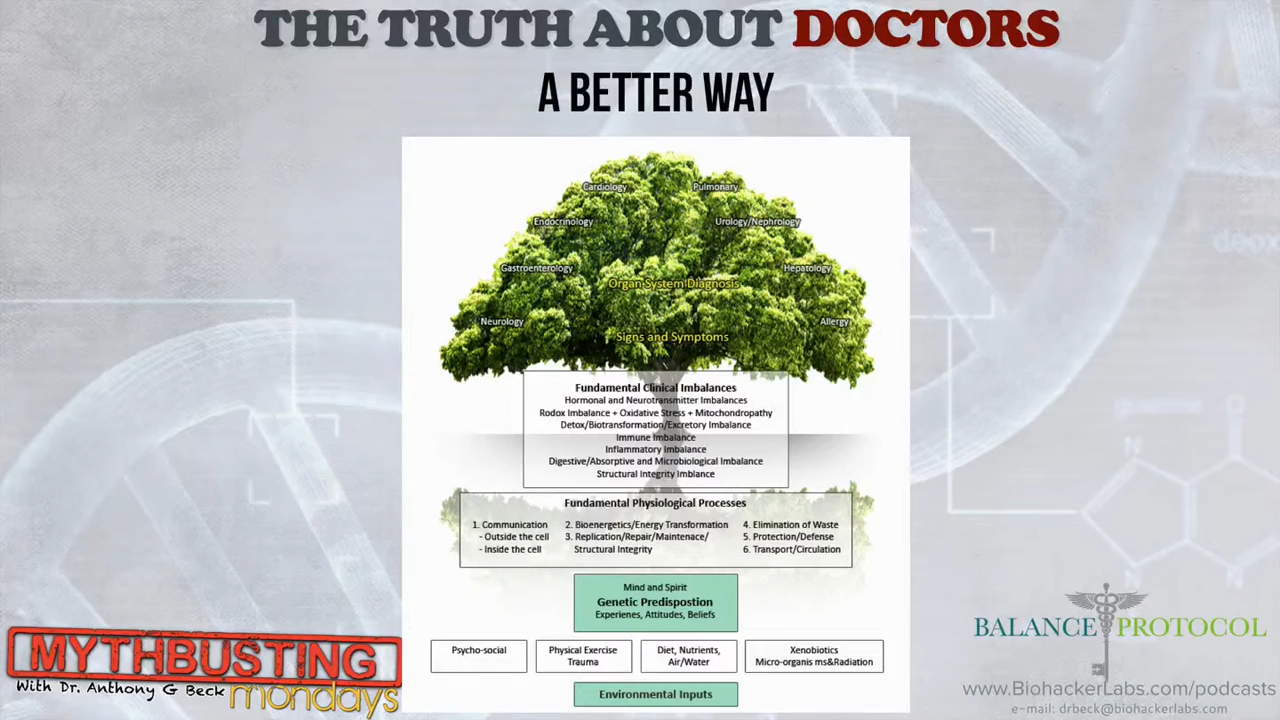 THE TRUTH ABOUT DOCTORS
A BETTER WAY
Cardiology
Pulmonary
Endocrinology
Urology/Nephrology
Gastroenterology
Hepatology
Organ System Diagnosis
Neurology
Allergy
Signs and Symptoms
Fundamental Clinical Imbalances
Hormonal and Neurotransmitter Imbalances
Rodox Imbalance + Oxidative Stress + Mitochondropathy
Detox/Biotransformation/Excretory Imbalance
Immune Imbalance
Inflammatory Imbalance
Digestive/Absorptive and Microbiological Imbalance
Structural Integrity Imblance
Fundamental Physiological Processes
1. Communication
- Outside the cell
- Inside the cell
2. Bioenergetics/Energy Transformation
3. Replication/Repair/Maintenace/
Structural Integrity
4. Elimination of Waste
5. Protection/Defense
6. Transport/Circulation
Mind and Spirit
Genetic Predispostion
Experienes, Attitudes, Beliefs
Psycho-social
Physical Exercise
Trauma
Diet, Nutrients,
Air/Water
Xenobiotics
Micro-organis ms&Radiation
Environmental Inputs
MYTHBUSTING
With Dr. Anthony G Beck
mondays
BALANCE PROTOCOL
www.BiohackerLabs.com/podcasts
e-mail: drbeck@biohackerlabs.com
deox
H
H